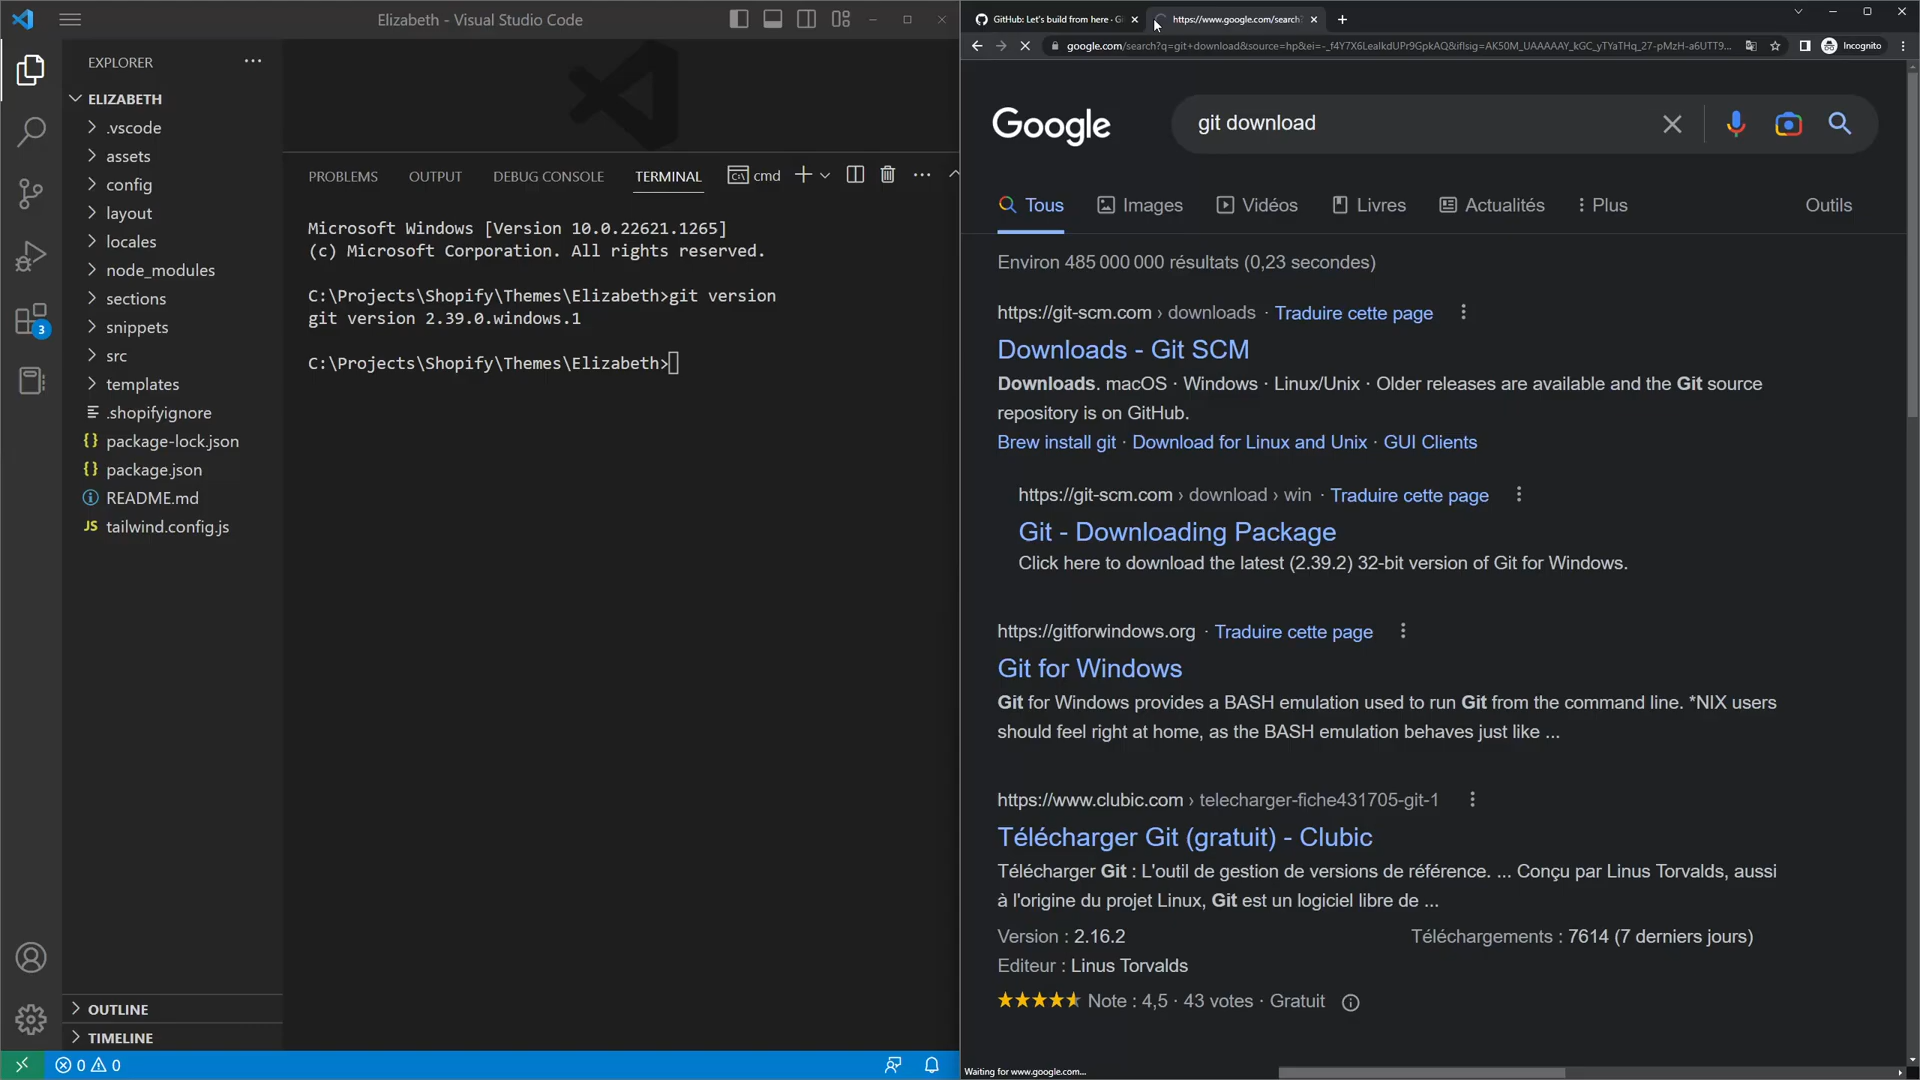 Elizabeth - Visual Studio Code
EXPLORER
ELIZABETH
.vscode
assets
config
layout
locales
node_modules
sections
snippets
src
templates
.shopifyignore
package-lock.json
package.json
README.md
JS tailwind.config.js
3
OUTLINE
TIMELINE
0 0
PROBLEMS OUTPUT DEBUG CONSOLE TERMINAL cmd
Microsoft Windows [Version 10.0.22621.1265]
(c) Microsoft Corporation. All rights reserved.
C:\Projects\Shopify\Themes\Elizabeth>git version
git version 2.39.0.windows.1
C:\Projects\Shopify\Themes\Elizabeth>
GitHub: Let's build from here · G
https://www.google.com/search?
Incognito
Google
git download
Tous Images Vidéos Livres Actualités Plus Outils
Environ 485 000 000 résultats (0,23 secondes)
https://git-scm.com › downloads · Traduire cette page
Downloads - Git SCM
Downloads. macOS · Windows · Linux/Unix · Older releases are available and the Git source
repository is on GitHub.
Brew install git · Download for Linux and Unix · GUI Clients
https://git-scm.com › download › win · Traduire cette page
Git - Downloading Package
Click here to download the latest (2.39.2) 32-bit version of Git for Windows.
https://gitforwindows.org · Traduire cette page
Git for Windows
Git for Windows provides a BASH emulation used to run Git from the command line. *NIX users
should feel right at home, as the BASH emulation behaves just like ...
https://www.clubic.com › telecharger-fiche431705-git-1
Télécharger Git (gratuit) - Clubic
Télécharger Git : L'outil de gestion de versions de référence. ... Conçu par Linus Torvalds, aussi
à l'origine du projet Linux, Git est un logiciel libre de ...
Version : 2.16.2 Téléchargements : 7614 (7 derniers jours)
Editeur : Linus Torvalds
Note : 4,5 · 43 votes · Gratuit
Waiting for www.google.com...